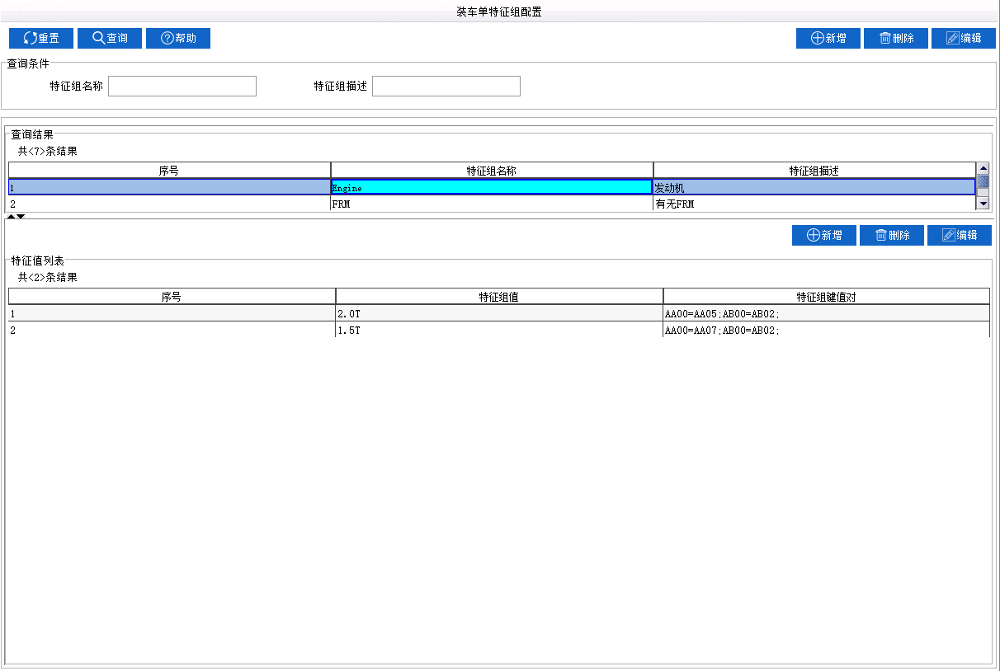 装车单特征组配置
重置 查询 帮助 新增 删除 编辑
查询条件
特征组名称 特征组描述
查询结果
共<7>条结果
序号 特征组名称 特征组描述
1 Engine 发动机
2 FRM 有无FRM
新增 删除 编辑
特征值列表
共<2>条结果
序号 特征组值 特征组键值对
1 2.0T AA00=AA05;AB00=AB02;
2 1.5T AA00=AA07;AB00=AB02;